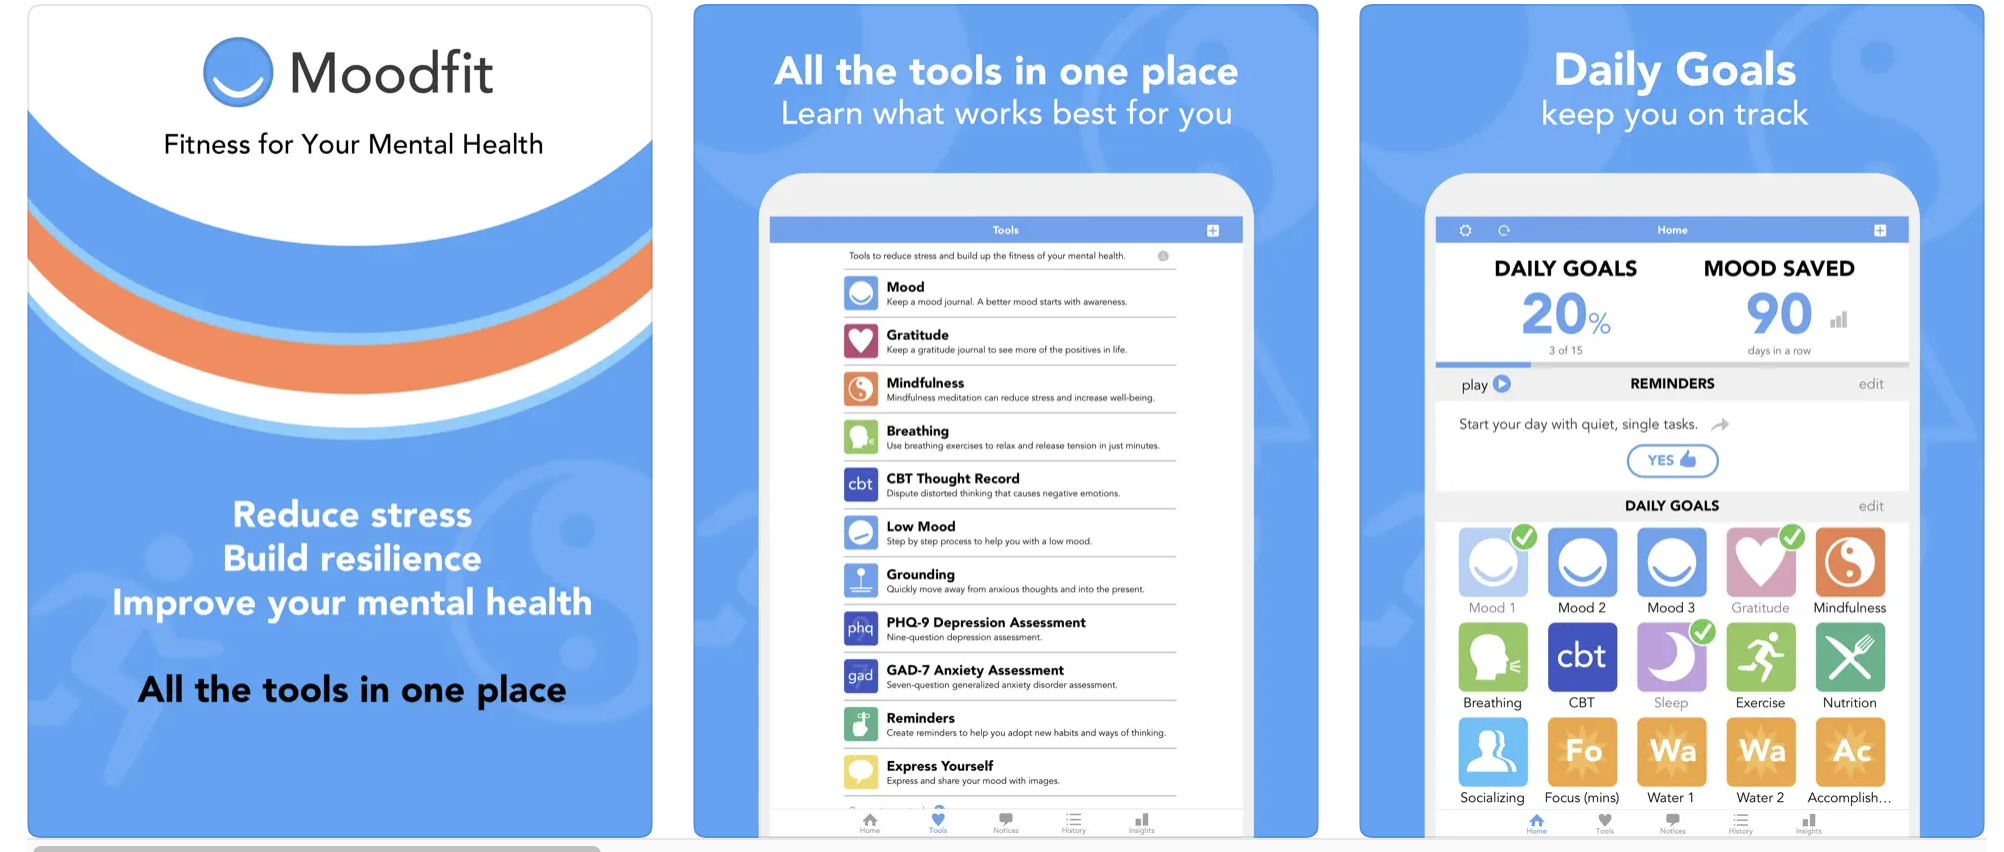 Moodfit
Fitness for Your Mental Health
Reduce stress
Build resilience
Improve your mental health
All the tools in one place
All the tools in one place
Learn what works best for you
Tools
Tools to reduce stress and build up the fitness of your mental health.
Mood
Keep a mood journal. A better mood starts with awareness.
Gratitude
Keep a gratitude journal to see more of the positives in life.
Mindfulness
Mindfulness meditation can reduce stress and increase well-being.
Breathing
Use breathing exercises to relax and release tension in just minutes.
cbt
CBT Thought Record
Dispute distorted thinking that causes negative emotions.
Low Mood
Step by step process to help you with a low mood.
Grounding
Quickly move away from anxious thoughts and into the present.
phq
PHQ-9 Depression Assessment
Nine-question depression assessment.
gad
GAD-7 Anxiety Assessment
Seven-question generalized anxiety disorder assessment.
Reminders
Create reminders to help you adopt new habits and ways of thinking.
Express Yourself
Express and share your mood with images.
Home Tools Notices History Insights
Daily Goals
keep you on track
Home
DAILY GOALS MOOD SAVED
20% 90
3 of 15 days in a row
play REMINDERS edit
Start your day with quiet, single tasks.
YES
DAILY GOALS edit
Mood 1 Mood 2 Mood 3 Gratitude Mindfulness
cbt
Breathing CBT Sleep Exercise Nutrition
Fo Wa Wa Ac
Socializing Focus (mins) Water 1 Water 2 Accomplish...
Home Tools Notices History Insights